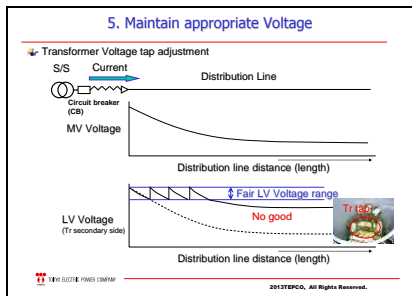 5. Maintain appropriate Voltage
Transformer Voltage tap adjustment
S/S
Current
Distribution Line
Circuit breaker
(CB)
MV Voltage
Distribution line distance (length)
Fair LV Voltage range
No good
Tr tap
LV Voltage
(Tr secondary side)
Distribution line distance (length)
TOKYO ELECTRIC POWER COMPANY
2013TEPCO, All Rights Reserved.